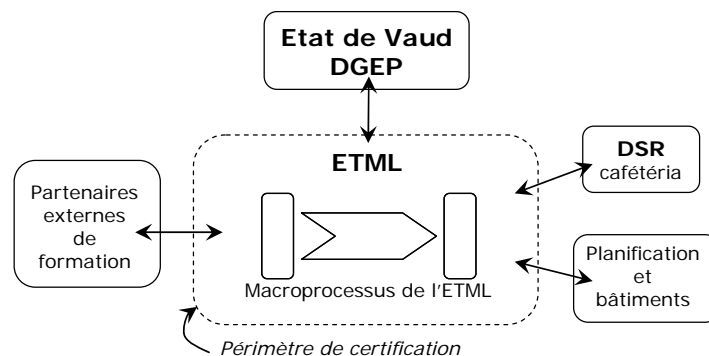 Etat de Vaud
DGEP
ETML
DSR
cafétéria
Partenaires
externes
de
formation
Planification
et
bâtiments
Macroprocessus de l'ETML
Périmètre de certification